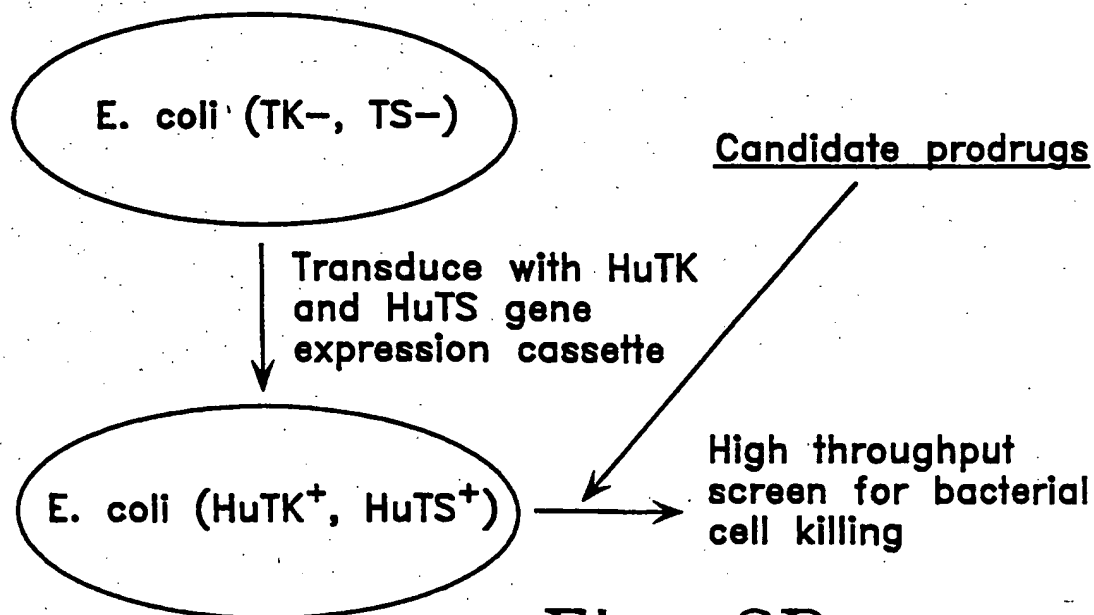 E. coli (TK-, TS-)
Candidate prodrugs
Transduce with HuTK
and HuTS gene
expression cassette
E. coli (HuTK+, HuTS+)
High throughput
screen for bacterial
cell killing